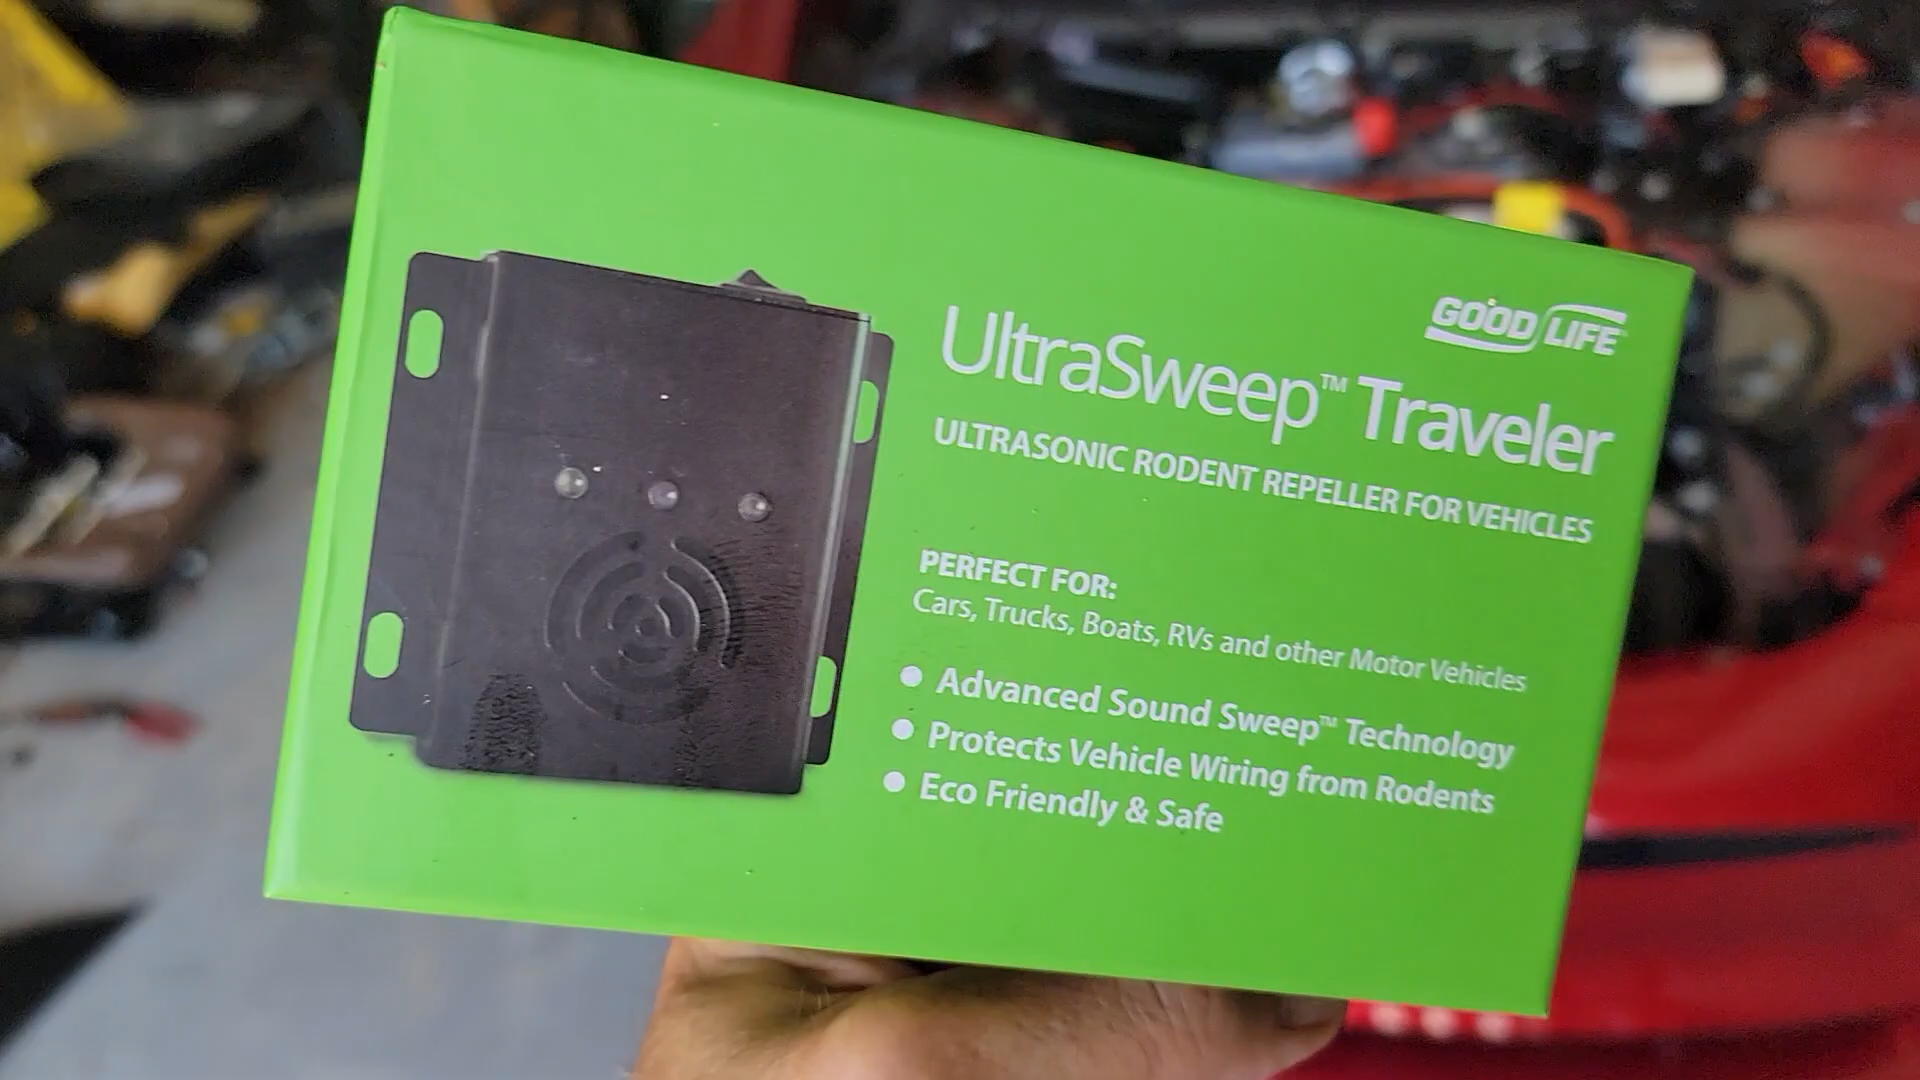 GOOD LIFE
UltraSweep™ Traveler
ULTRASONIC RODENT REPELLER FOR VEHICLES
PERFECT FOR:
Cars, Trucks, Boats, RVs and other Motor Vehicles
Advanced Sound Sweep™ Technology
Protects Vehicle Wiring from Rodents
Eco Friendly & Safe